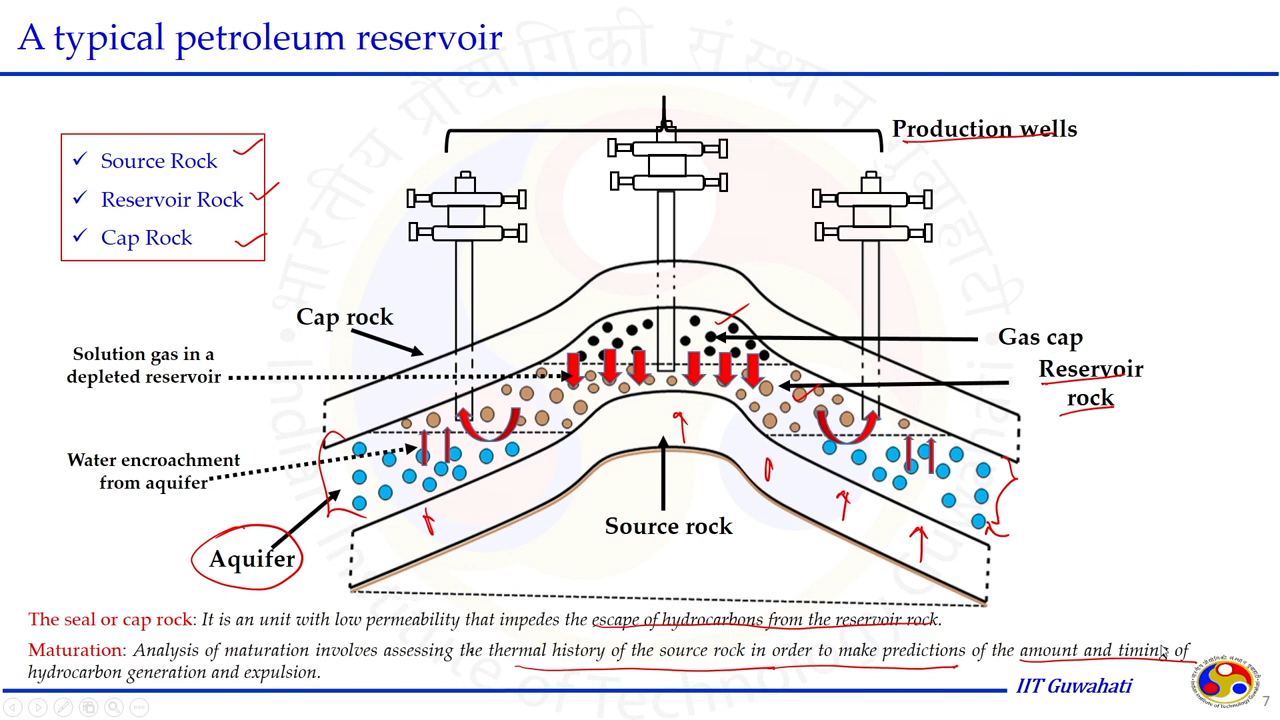 A typical petroleum reservoir
Production wells
✓ Source Rock
✓ Reservoir Rock
✓ Cap Rock
Cap rock
Gas cap
Solution gas in a
depleted reservoir
Reservoir
rock
Water encroachment
from aquifer
Source rock
Aquifer
The seal or cap rock: It is an unit with low permeability that impedes the escape of hydrocarbons from the reservoir rock.
Maturation: Analysis of maturation involves assessing the thermal history of the source rock in order to make predictions of the amount and timing of
hydrocarbon generation and expulsion.
IIT Guwahati
7